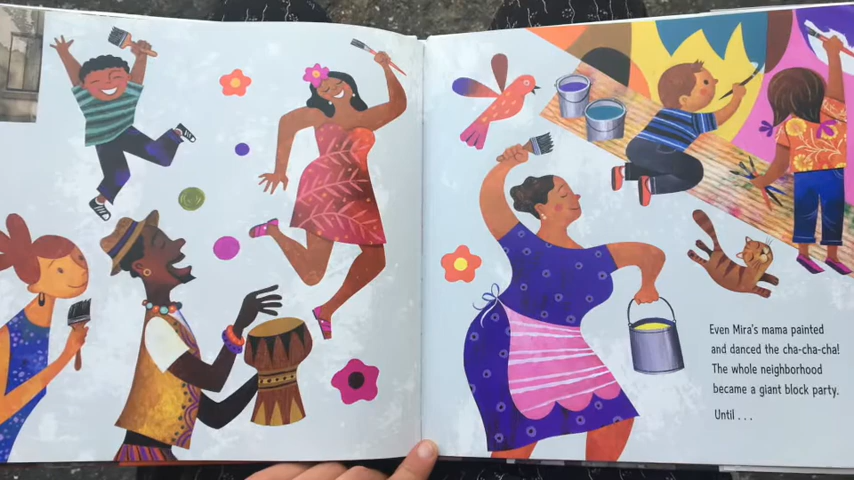 Even Mira's mama painted
and danced the cha-cha-cha!
The whole neighborhood
became a giant block party.
Until . . .